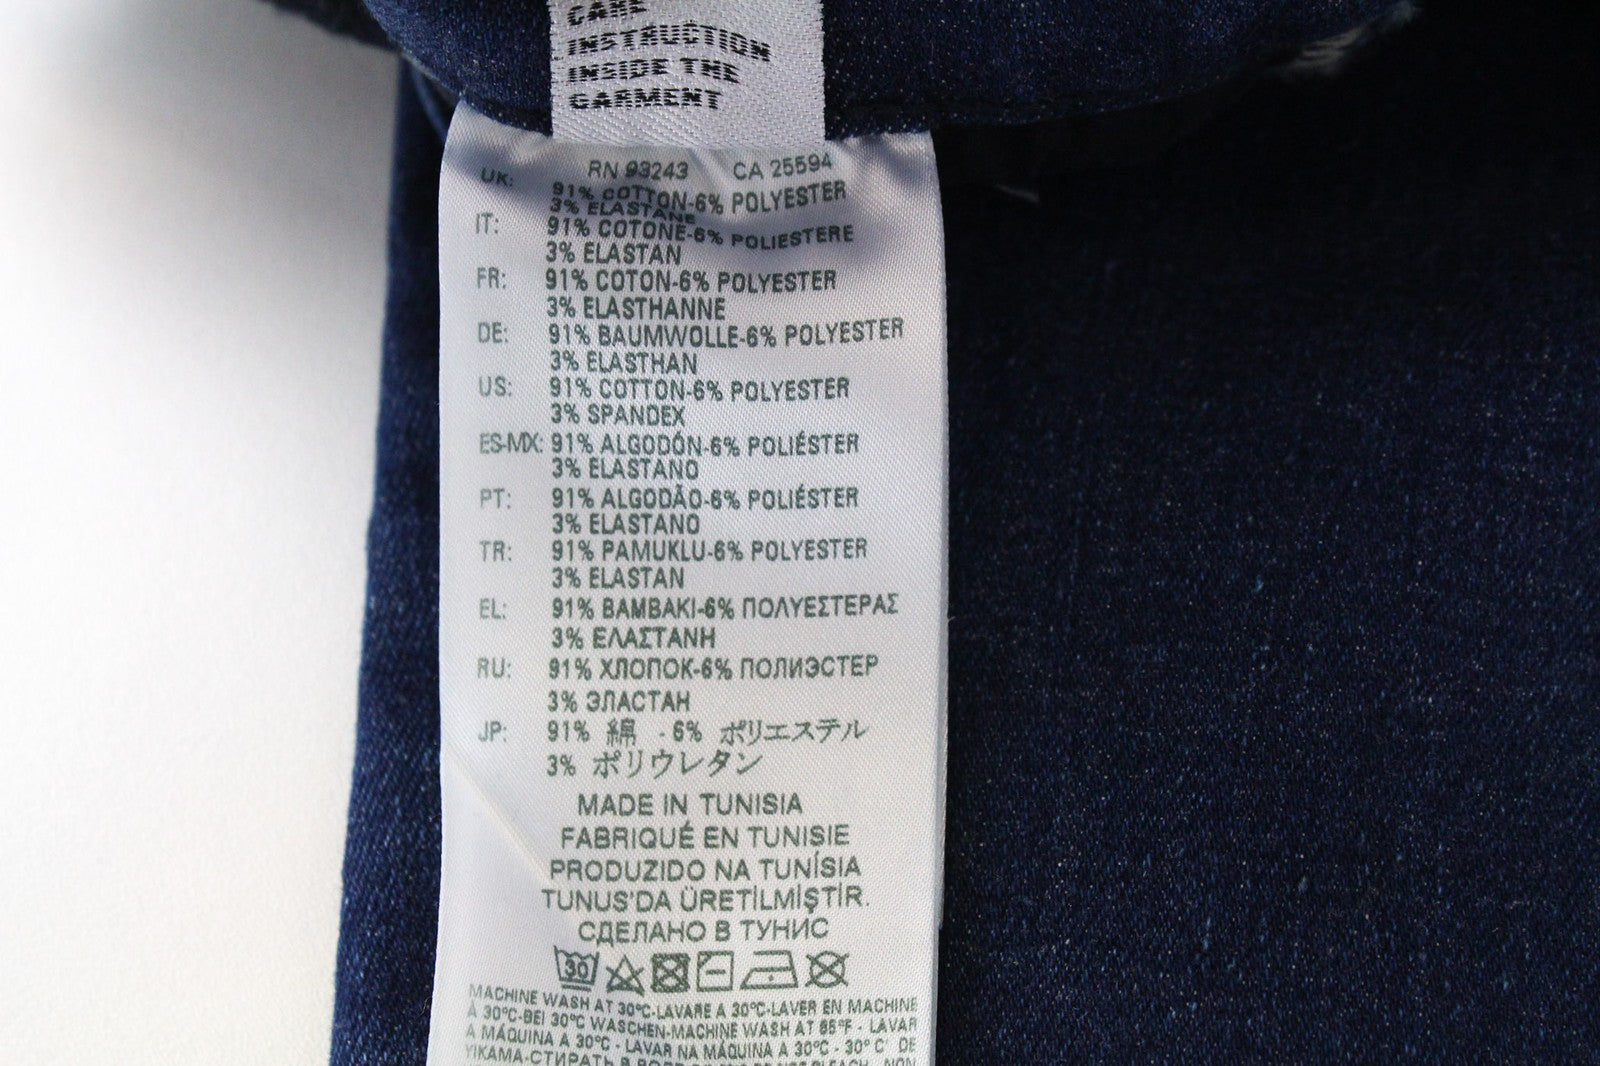 CARE
INSTRUCTION
INSIDE THE
GARMENT
RN 93243 CA 25594
UK: 91% COTTON-6% POLYESTER
3% ELASTANE
IT: 91% COTONE-6% POLIESTERE
3% ELASTAN
FR: 91% COTON-6% POLYESTER
3% ELASTHANNE
DE: 91% BAUMWOLLE-6% POLYESTER
3% ELASTHAN
US: 91% COTTON-6% POLYESTER
3% SPANDEX
ES-MX: 91% ALGODÓN-6% POLIÉSTER
3% ELASTANO
PT: 91% ALGODÃO-6% POLIÉSTER
3% ELASTANO
TR: 91% PAMUKLU-6% POLYESTER
3% ELASTAN
EL: 91% ΒΑΜΒΑΚΙ-6% ΠΟΛΥΕΣΤΕΡΑΣ
3% ΕΛΑΣΤΑΝΗ
RU: 91% ХЛОПОК-6% ПОЛИЭСТЕР
3% ЭЛАСТАН
JP: 91% 綿 - 6% ポリエステル
3% ポリウレタン
MADE IN TUNISIA
FABRIQUÉ EN TUNISIE
PRODUZIDO NA TUNÍSIA
TUNUS'DA ÜRETİLMİŞTİR.
СДЕЛАНО В ТУНИС
30
MACHINE WASH AT 30°C-LAVARE A 30°C-LAVER EN MACHINE
À 30°C-BEI 30°C WASCHEN-MACHINE WASH AT 85°F - LAVAR
A MÁQUINA A 30°C - LAVAR NA MÁQUINA A 30°C - 30° C' DE
YIKAMA-СТИРАТЬ В BLEACH - NON